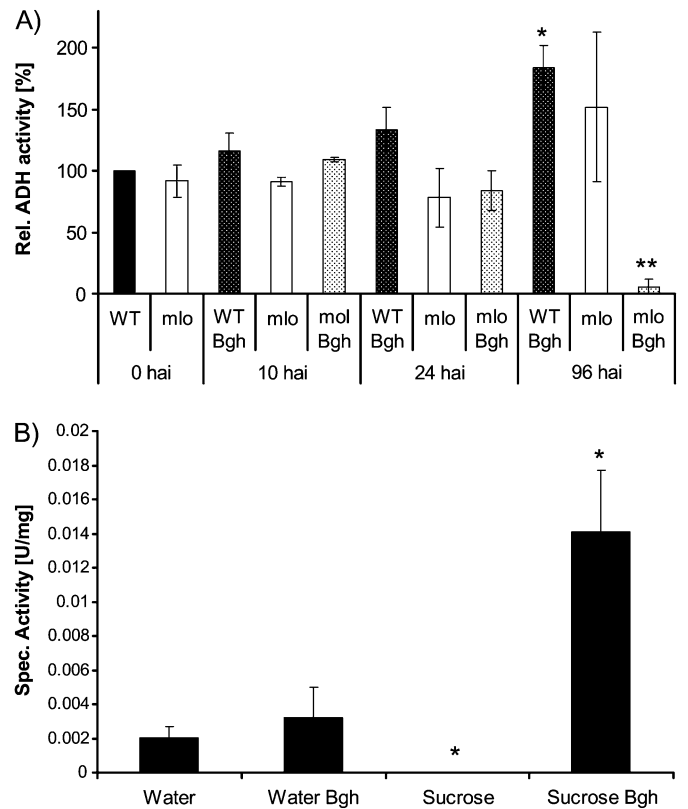 A)
Rel. ADH activity [%]
200
150
100
50
0
*
**
WT mlo WT Bgh mlo mol Bgh WT Bgh mlo mlo Bgh WT Bgh mlo mlo Bgh
0 hai 10 hai 24 hai 96 hai
B)
Spec. Activity [U/mg]
0.02
0.018
0.016
0.014
0.012
0.01
0.008
0.006
0.004
0.002
0
*
*
Water Water Bgh Sucrose Sucrose Bgh